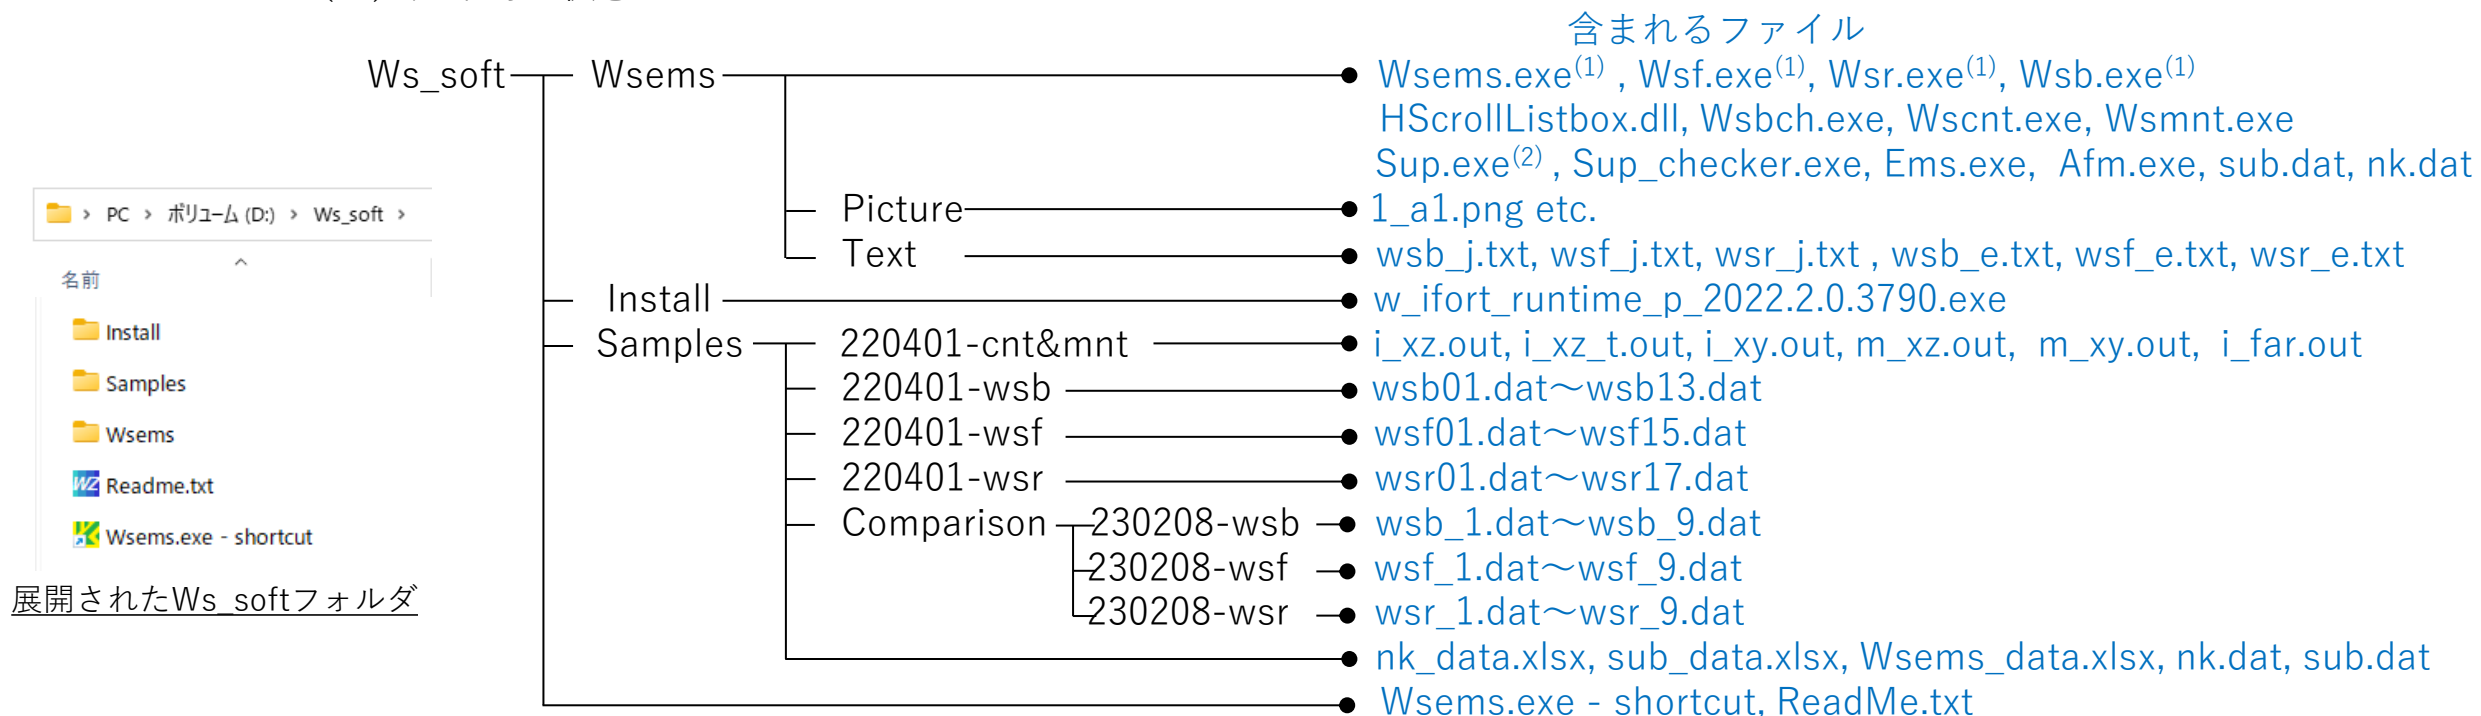 含まれるファイル
Ws_soft Wsems Wsems.exe(1) , Wsf.exe(1), Wsr.exe(1), Wsb.exe(1)
HScrollListbox.dll, Wsbch.exe, Wscnt.exe, Wsmnt.exe
Sup.exe(2) , Sup_checker.exe, Ems.exe, Afm.exe, sub.dat, nk.dat
Picture 1_a1.png etc.
Text wsb_j.txt, wsf_j.txt, wsr_j.txt , wsb_e.txt, wsf_e.txt, wsr_e.txt
Install w_ifort_runtime_p_2022.2.0.3790.exe
Samples 220401-cnt&mnt i_xz.out, i_xz_t.out, i_xy.out, m_xz.out, m_xy.out, i_far.out
220401-wsb wsb01.dat～wsb13.dat
220401-wsf wsf01.dat～wsf15.dat
220401-wsr wsr01.dat～wsr17.dat
Comparison 230208-wsb wsb_1.dat～wsb_9.dat
230208-wsf wsf_1.dat～wsf_9.dat
230208-wsr wsr_1.dat～wsr_9.dat
nk_data.xlsx, sub_data.xlsx, Wsems_data.xlsx, nk.dat, sub.dat
Wsems.exe - shortcut, ReadMe.txt
› PC › ボリューム (D:) › Ws_soft ›
名前
Install
Samples
Wsems
WZ Readme.txt
Wsems.exe - shortcut
展開されたWs_softフォルダ